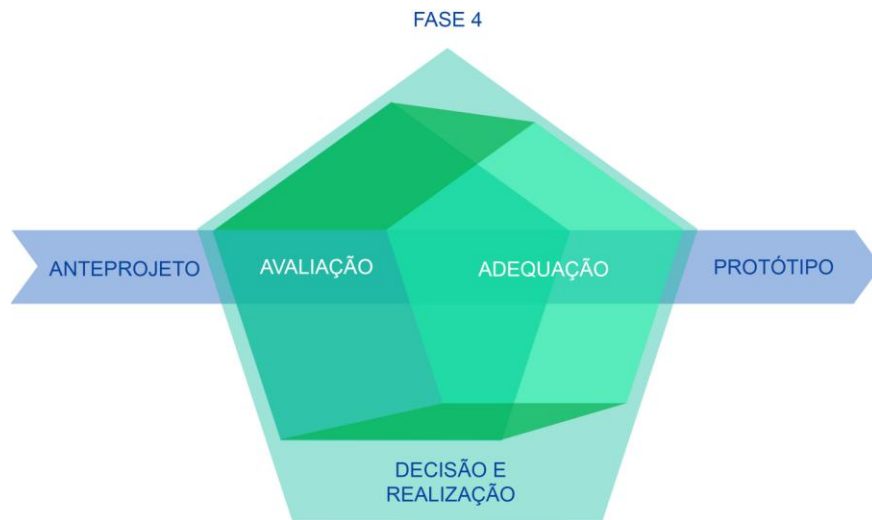 FASE 4
ANTEPROJETO
AVALIAÇÃO
ADEQUAÇÃO
PROTÓTIPO
DECISÃO E
REALIZAÇÃO